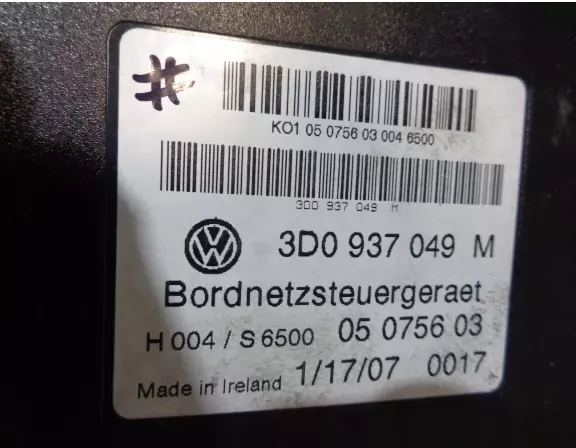 #
KO1 05 0756 03 004 6500
3D0 937 049 M
VW
3D0 937 049 M
Bordnetzsteuergeraet
H 004 / S 6500 05 0756 03
Made in Ireland 1/17/07 0017